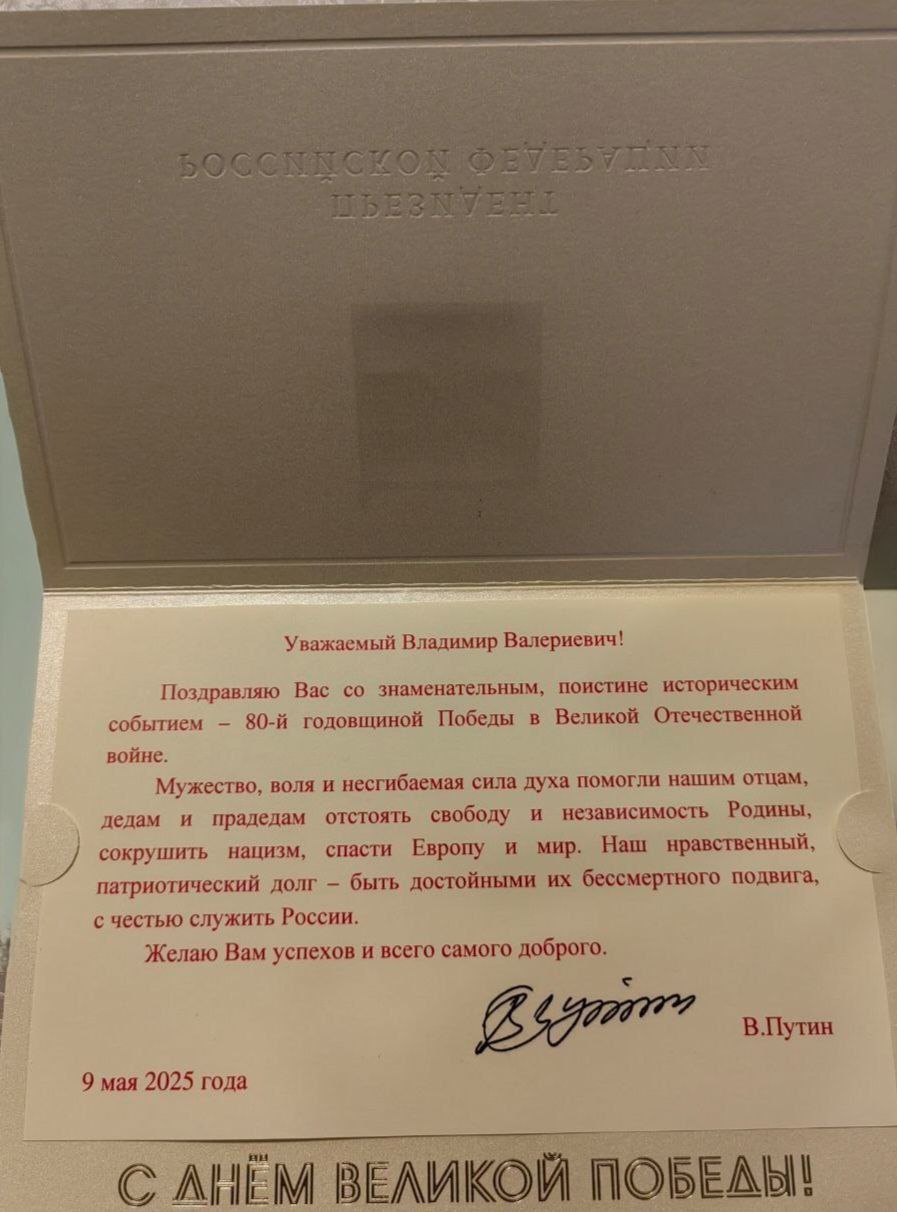 ПРЕЗИДЕНТ
РОССИЙСКОЙ ФЕДЕРАЦИИ
Уважаемый Владимир Валериевич!
Поздравляю Вас со знаменательным, поистине историческим
событием – 80-й годовщиной Победы в Великой Отечественной
войне.
Мужество, воля и несгибаемая сила духа помогли нашим отцам,
дедам и прадедам отстоять свободу и независимость Родины,
сокрушить нацизм, спасти Европу и мир. Наш нравственный,
патриотический долг – быть достойными их бессмертного подвига,
с честью служить России.
Желаю Вам успехов и всего самого доброго.
В.Путин
9 мая 2025 года
С ДНЁМ ВЕЛИКОЙ ПОБЕДЫ!